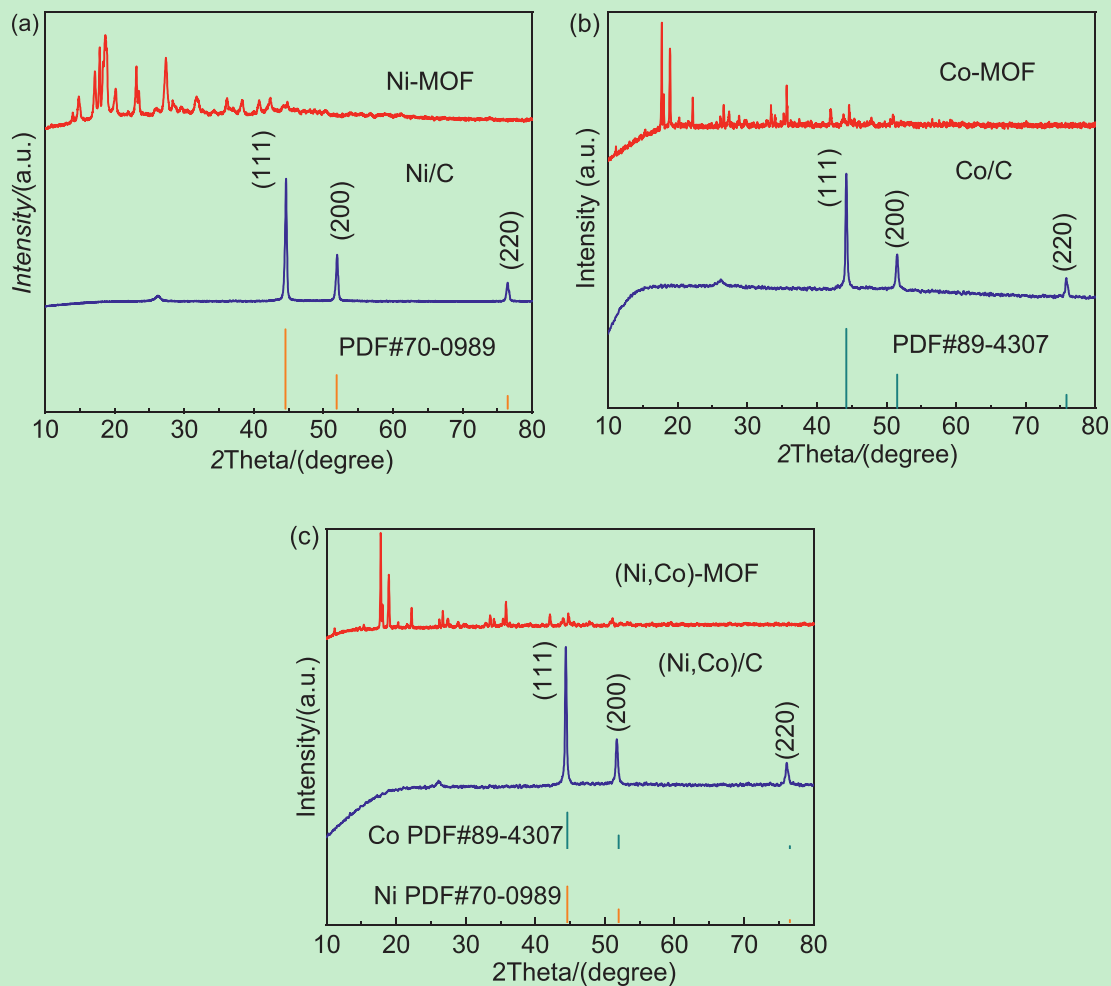 (a)
Ni-MOF
Ni/C
(111)
(200)
(220)
PDF#70-0989
Intensity/(a.u.)
10 20 30 40 50 60 70 80
2Theta/(degree)
(b)
Co-MOF
Co/C
(111)
(200)
(220)
PDF#89-4307
Intensity (a.u.)
10 20 30 40 50 60 70 80
2Theta/(degree)
(c)
(Ni,Co)-MOF
(Ni,Co)/C
(111)
(200)
(220)
Co PDF#89-4307
Ni PDF#70-0989
Intensity/(a.u.)
10 20 30 40 50 60 70 80
2Theta/(degree)